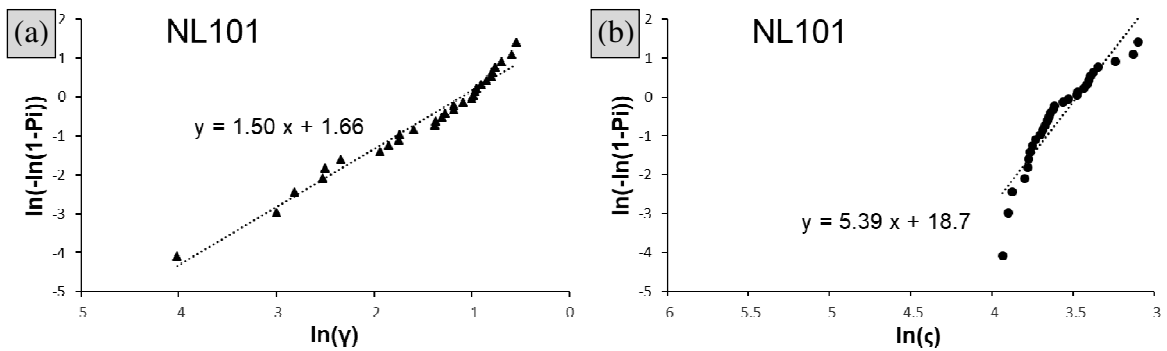 (a)
NL101
ln(-ln(1-Pi))
2
1
0
-1
-2
-3
-4
-5
y = 1.50 x + 1.66
5 4 3 2 1 0
ln(γ)
(b)
NL101
ln(-ln(1-Pi))
2
1
0
-1
-2
-3
-4
-5
y = 5.39 x + 18.7
6 5.5 5 4.5 4 3.5 3
ln(ς)